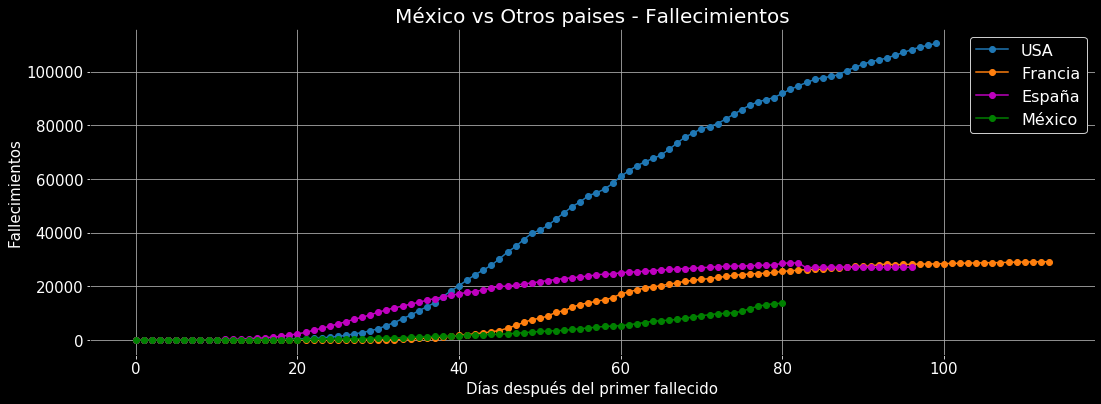 México vs Otros paises - Fallecimientos
USA
Francia
España
México
Fallecimientos
100000
80000
60000
40000
20000
0
0 20 40 60 80 100
Días después del primer fallecido